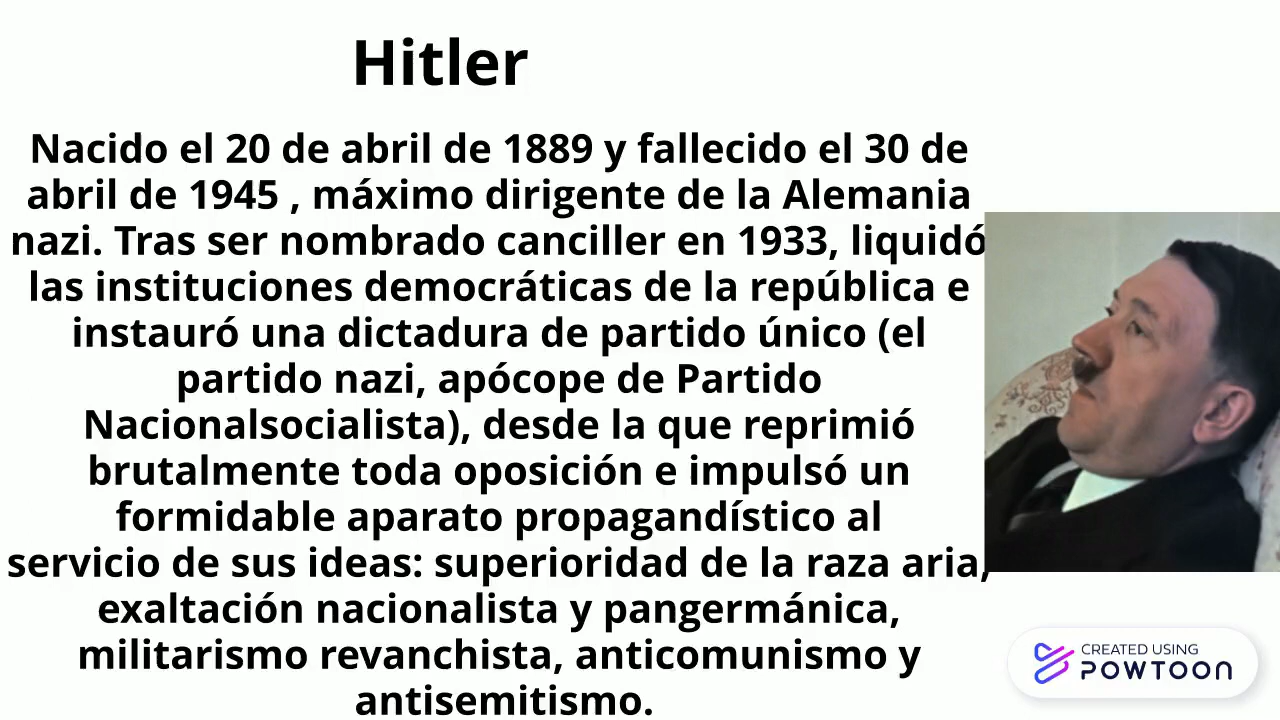 Hitler
Nacido el 20 de abril de 1889 y fallecido el 30 de
abril de 1945 , máximo dirigente de la Alemania
nazi. Tras ser nombrado canciller en 1933, liquidó
las instituciones democráticas de la república e
instauró una dictadura de partido único (el
partido nazi, apócope de Partido
Nacionalsocialista), desde la que reprimió
brutalmente toda oposición e impulsó un
formidable aparato propagandístico al
servicio de sus ideas: superioridad de la raza aria,
exaltación nacionalista y pangermánica,
militarismo revanchista, anticomunismo y
antisemitismo.
CREATED USING
POWTOON